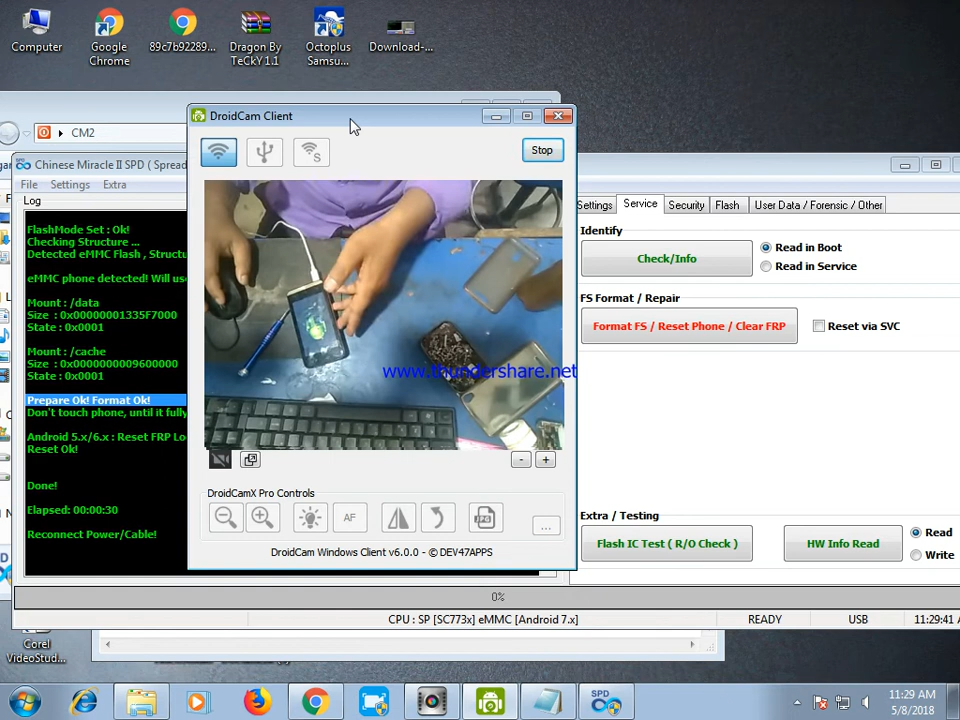 Computer
Google Chrome
89c7b92289...
Dragon By TeCkY 1.1
Octoplus Samsu...
Download-...
CM2
DroidCam Client
Stop
Chinese Miracle II SPD ( Spread
File Settings Extra
Log
FlashMode Set : Ok!
Checking Structure ...
Detected eMMC Flash , Structu
eMMC phone detected! Will us
Mount : /data
Size : 0x00000001335F7000
State : 0x0001
Mount : /cache
Size : 0x0000000009600000
State : 0x0001
Prepare Ok! Format Ok!
Don't touch phone, until it fully
Android 5.x/6.x : Reset FRP Lo
Reset Ok!
Done!
Elapsed: 00:00:30
Reconnect Power/Cable!
www.thundershare.net
- +
DroidCamX Pro Controls
AF
JPG
...
DroidCam Windows Client v6.0.0 - © DEV47APPS
Settings Service Security Flash User Data / Forensic / Other
Identify
Check/Info
Read in Boot
Read in Service
FS Format / Repair
Format FS / Reset Phone / Clear FRP
Reset via SVC
Extra / Testing
Flash IC Test ( R/O Check )
HW Info Read
Read
Write
0%
CPU : SP [SC773x] eMMC [Android 7.x]
READY
USB
11:29:41
Corel VideoStud...
SPD
11:29 AM
5/8/2018